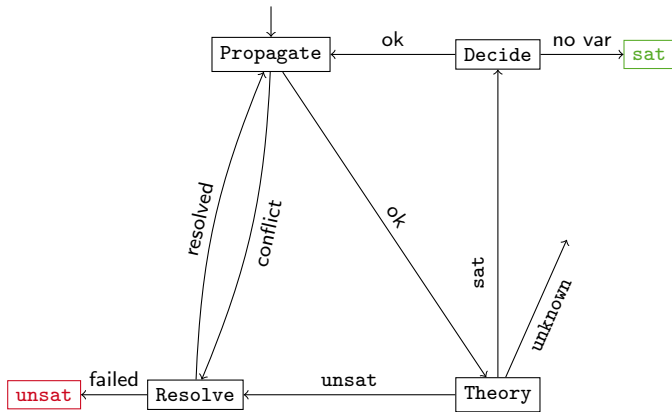 Propagate
ok
Decide
no var
sat
resolved
conflict
ok
sat
unknown
unsat
failed
Resolve
unsat
Theory